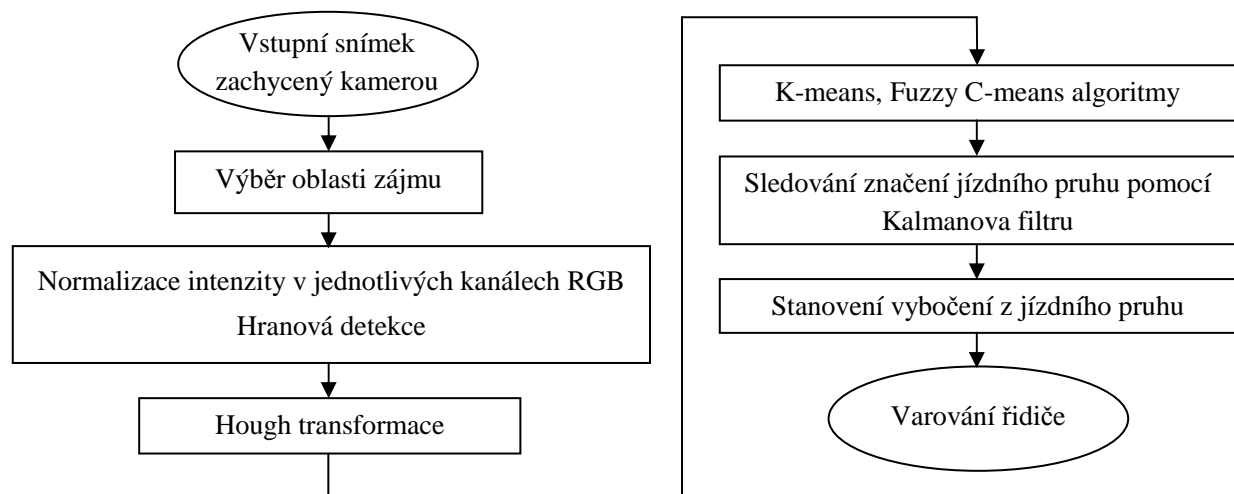 Vstupní snímek
zachycený kamerou
Výběr oblasti zájmu
Normalizace intenzity v jednotlivých kanálech RGB
Hranová detekce
Hough transformace
K-means, Fuzzy C-means algoritmy
Sledování značení jízdního pruhu pomocí
Kalmanova filtru
Stanovení vybočení z jízdního pruhu
Varování řidiče